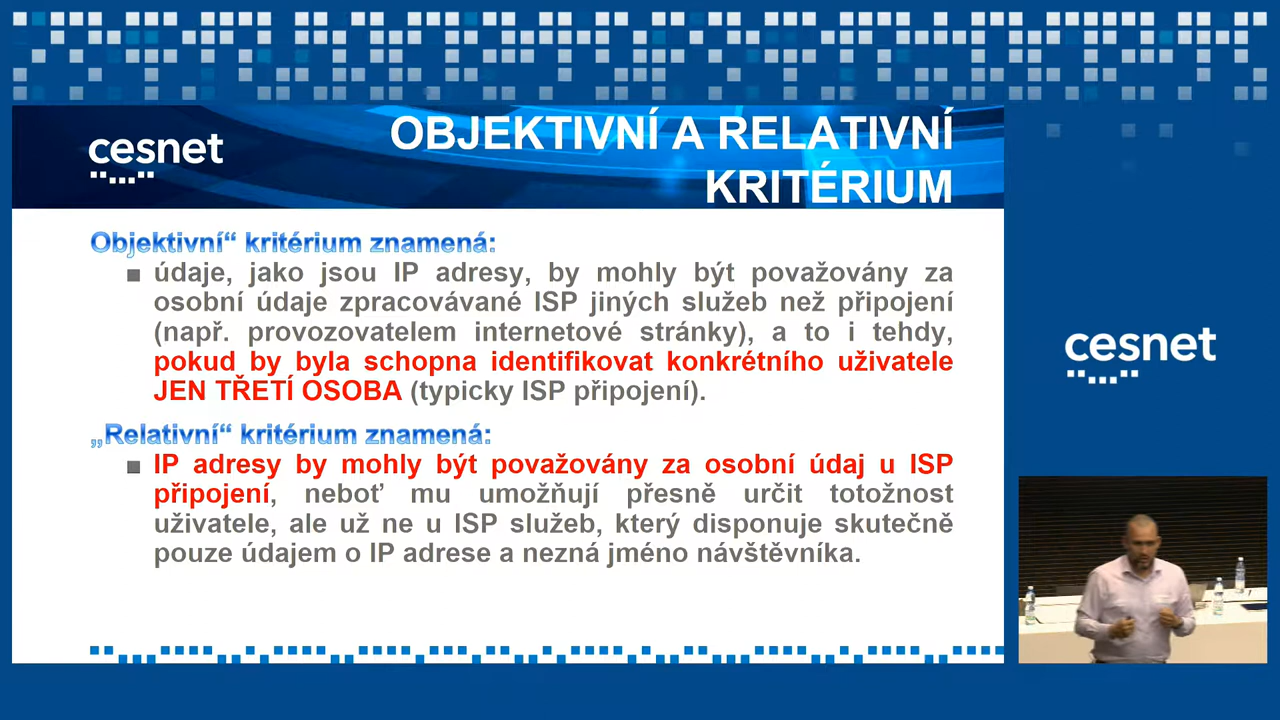 cesnet
OBJEKTIVNÍ A RELATIVNÍ
KRITÉRIUM
Objektivní“ kritérium znamená:
údaje, jako jsou IP adresy, by mohly být považovány za
osobní údaje zpracovávané ISP jiných služeb než připojení
(např. provozovatelem internetové stránky), a to i tehdy,
pokud by byla schopna identifikovat konkrétního uživatele
JEN TŘETÍ OSOBA (typicky ISP připojení).
„Relativní“ kritérium znamená:
IP adresy by mohly být považovány za osobní údaj u ISP
připojení, neboť mu umožňují přesně určit totožnost
uživatele, ale už ne u ISP služeb, který disponuje skutečně
pouze údajem o IP adrese a nezná jméno návštěvníka.
cesnet